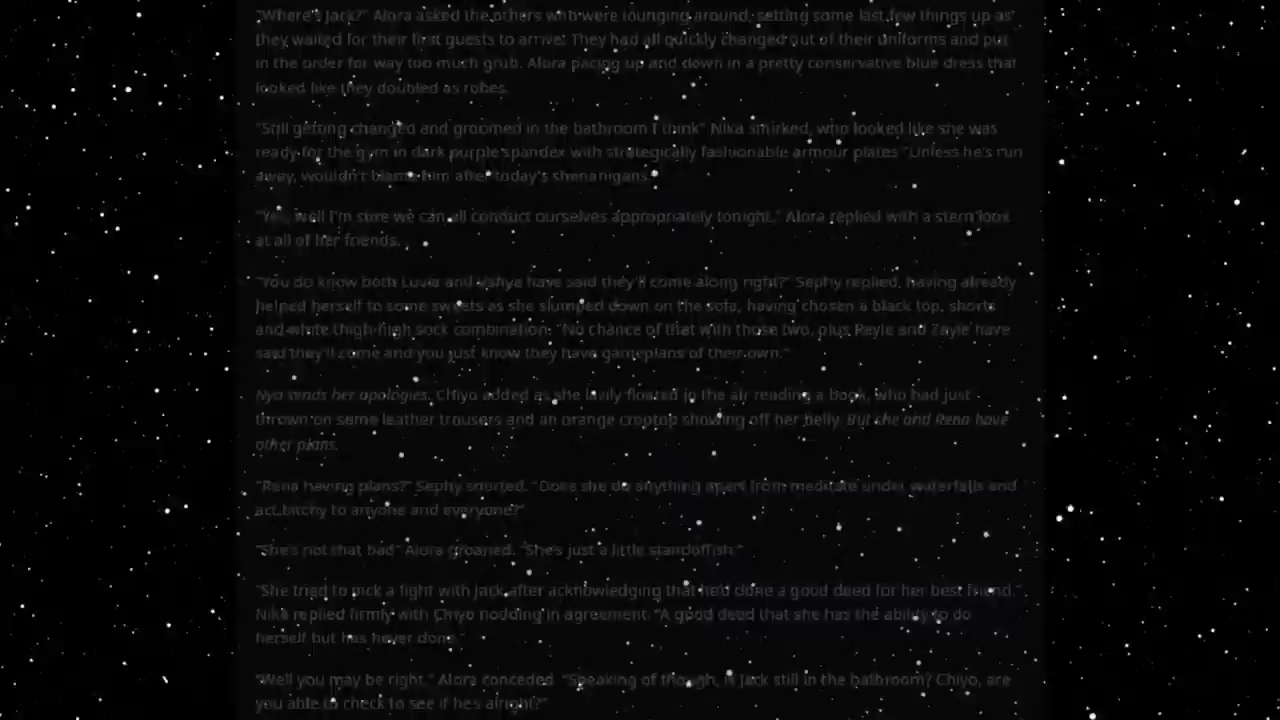 "Where's Jack?" Alora asked the others who were lounging around, setting some last few things up as
they waited for their first guests to arrive. They had all quickly changed out of their uniforms and put
in the order for way too much grub. Alora pacing up and down in a pretty conservative blue dress that
looked like they doubled as robes.
"Still getting changed and groomed in the bathroom I think" Nika smirked, who looked like she was
ready for the gym in dark purple spandex with strategically fashionable armour plates "Unless he's run
away, wouldn't blame him after today's shenanigans."
"Yes, well I'm sure we can all conduct ourselves appropriately tonight." Alora replied with a stern look
at all of her friends.
"You do know both Luvia and have said they'll come along right?" Sephy replied, having already
helped herself to some sweets as she slumped down on the sofa, having chosen a black top, shorts
and white thigh-high sock combination. "No chance of that with those two, plus Reyle and Zayle have
said they'll come and you just know they have gameplans of their own."
Nya sends her apologies. Chiyo added as she lazily floated in the air reading a book, who had just
thrown on some leather trousers and an orange croptop showing off her belly. But she and Rena have
other plans.
"Rena having plans?" Sephy snorted. "Does she do anything apart from meditate under waterfalls and
act bitchy to anyone and everyone?"
"She's not that bad" Alora groaned. "She's just a little standoffish."
"She tried to pick a fight with Jack after acknowledging that he'd done a good deed for her best friend."
Nika replied firmly with Chiyo nodding in agreement. "A good deed that she has the ability to do
herself but has never done."
"Well you may be right." Alora conceded. "Speaking of though, is Jack still in the bathroom? Chiyo, are
you able to check to see if he's alright?"